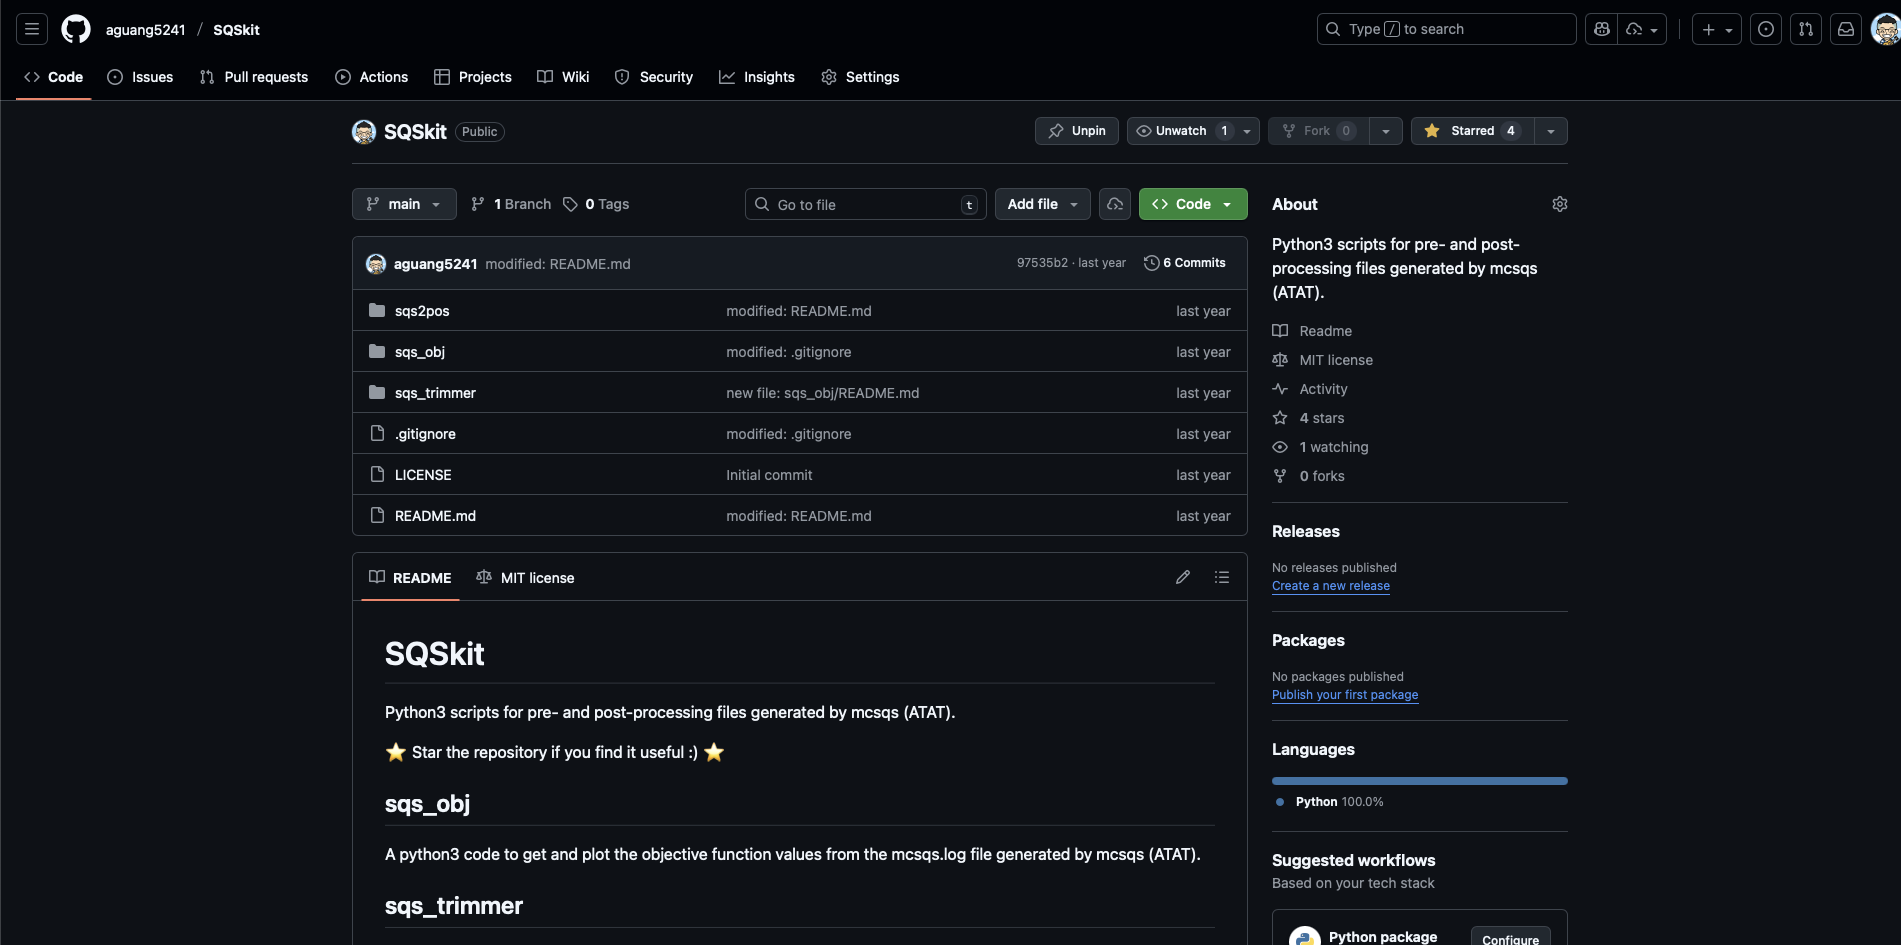 aguang5241 / SQSkit
Type / to search
Code Issues Pull requests Actions Projects Wiki Insights Security Settings
SQSkit Public
Unpin Unwatch 1 Fork 0 Starred 4
main 1 Branch 0 Tags
Go to file t Add file Code
aguang5241 modified: README.md 97535b2 · last year 6 Commits
sqs2pos modified: README.md last year
sqs_obj modified: .gitignore last year
sqs_trimmer new file: sqs_obj/README.md last year
.gitignore modified: .gitignore last year
LICENSE Initial commit last year
README.md modified: README.md last year
README MIT license
SQSkit
Python3 scripts for pre- and post-processing files generated by mcsqs (ATAT).
⭐ Star the repository if you find it useful :) ⭐
sqs_obj
A python3 code to get and plot the objective function values from the mcsqs.log file generated by mcsqs (ATAT).
sqs_trimmer
About
Python3 scripts for pre- and post-
processing files generated by mcsqs
(ATAT).
Readme
MIT license
Activity
4 stars
1 watching
0 forks
Releases
No releases published
Create a new release
Packages
No packages published
Publish your first package
Languages
Python 100.0%
Suggested workflows
Based on your tech stack
Python package Configure